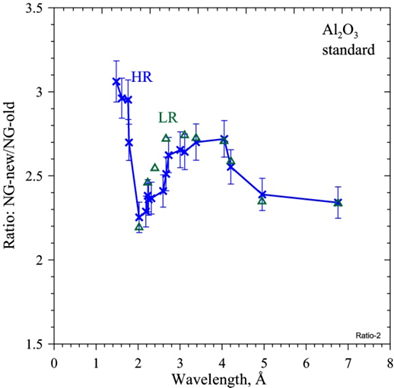 3.5
3
2.5
2
1.5
Ratio: NG-new/NG-old
Al₂O₃
standard
HR
LR
Ratio-2
0 1 2 3 4 5 6 7 8
Wavelength, Å